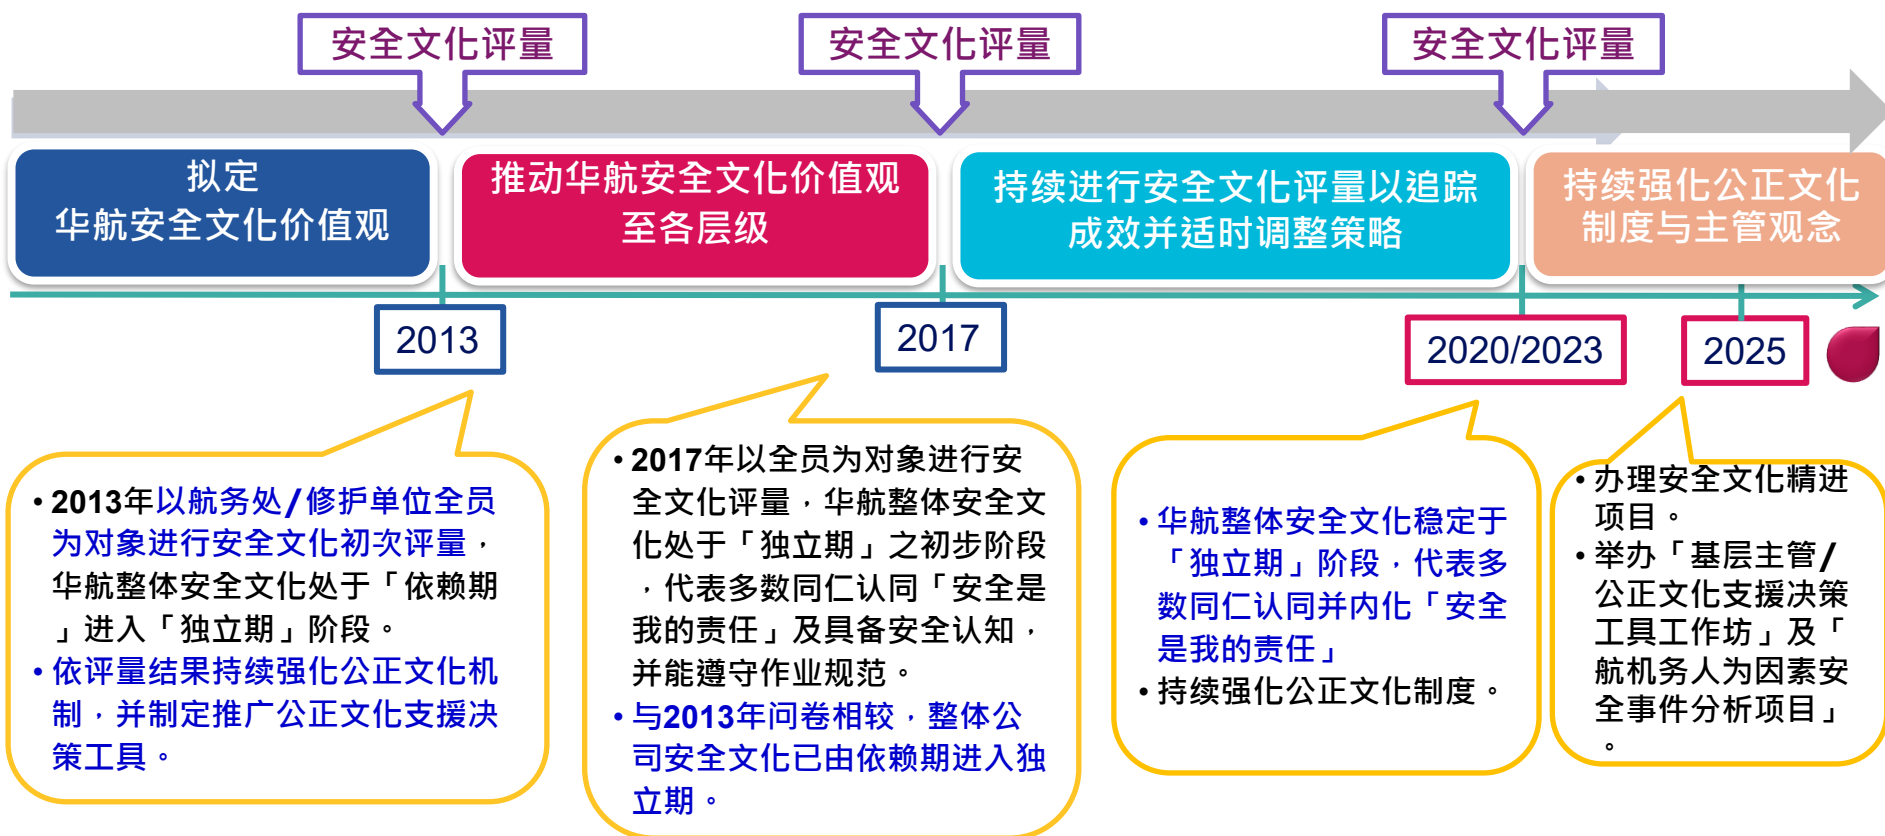 安全文化评量
安全文化评量
安全文化评量
拟定
华航安全文化价值观
推动华航安全文化价值观
至各层级
持续进行安全文化评量以追踪
成效并适时调整策略
持续强化公正文化
制度与主管观念
2013
2017
2020/2023
2025
• 2013年以航务处/修护单位全员
为对象进行安全文化初次评量，
华航整体安全文化处于「依赖期
」进入「独立期」阶段。
• 依评量结果持续强化公正文化机
制，并制定推广公正文化支援决
策工具。
• 2017年以全员为对象进行安
全文化评量，华航整体安全文
化处于「独立期」之初步阶段
，代表多数同仁认同「安全是
我的责任」及具备安全认知，
并能遵守作业规范。
• 与2013年问卷相较，整体公
司安全文化已由依赖期进入独
立期。
• 华航整体安全文化稳定于
「独立期」阶段，代表多
数同仁认同并内化「安全
是我的责任」
• 持续强化公正文化制度。
• 办理安全文化精进
项目。
• 举办「基层主管/
公正文化支援决策
工具工作坊」及「
航机务人为因素安
全事件分析项目」
。